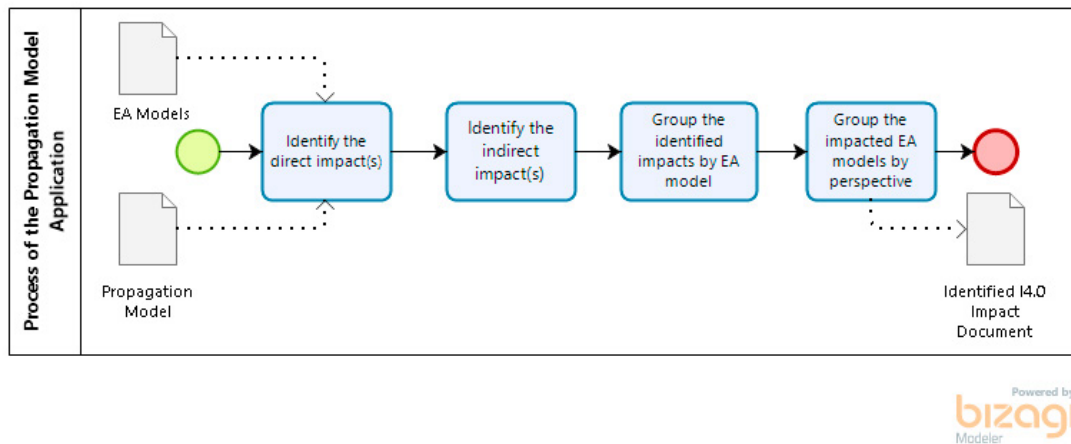 Process of the Propagation Model
Application
EA Models
Identify the
direct impact(s)
Identify the
indirect
impact(s)
Group the
identified
impacts by EA
model
Group the
impacted EA
models by
perspective
Propagation
Model
Identified I4.0
Impact
Document
Powered by
bizagi
Modeler